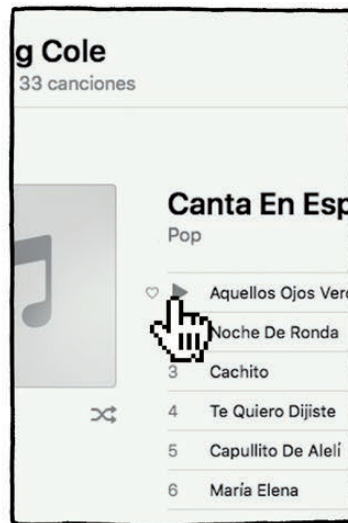 g Cole
33 canciones
Canta En Esp
Pop
Aquellos Ojos Verd
Noche De Ronda
3 Cachito
4 Te Quiero Dijiste
5 Capullito De Alelí
6 María Elena